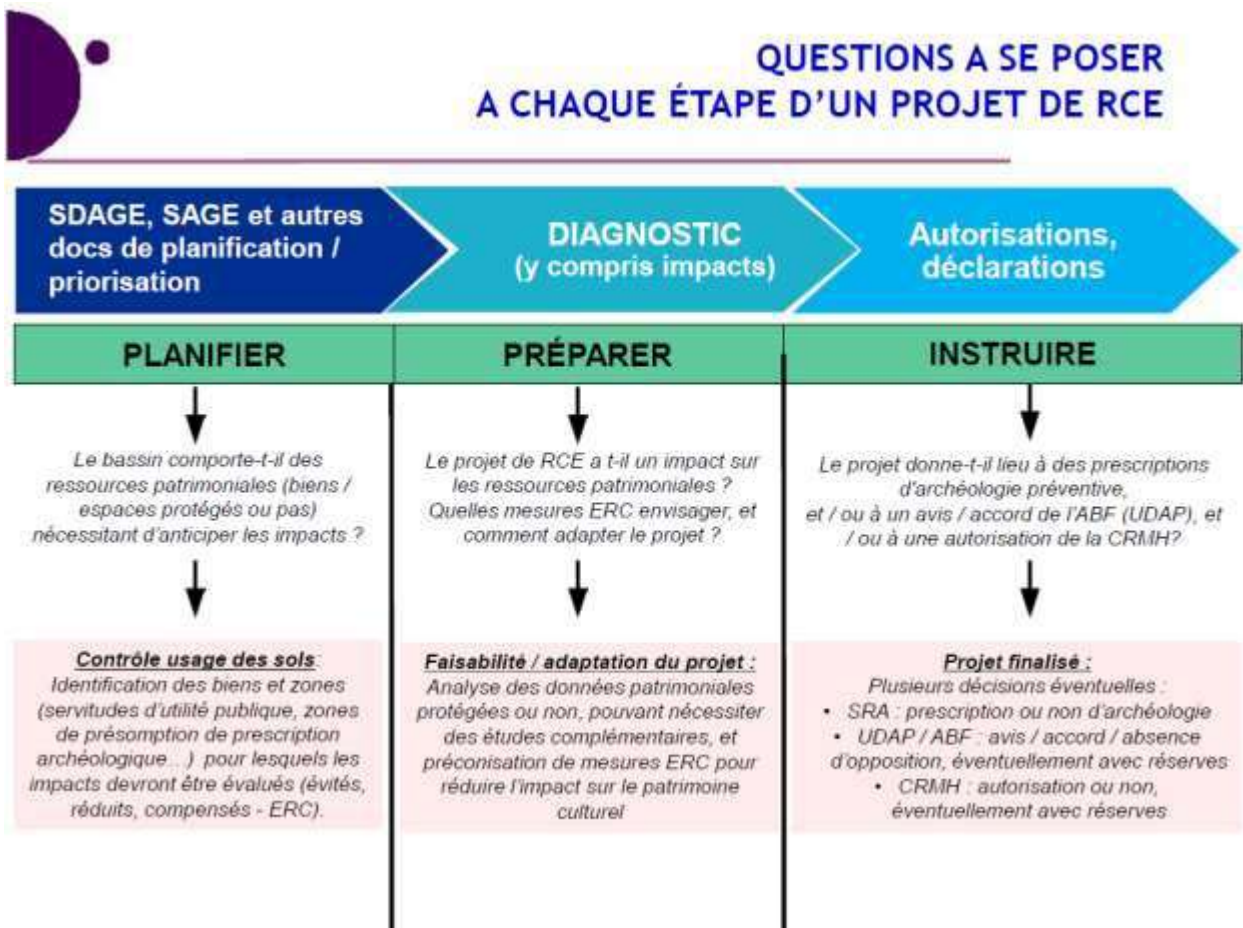 QUESTIONS A SE POSER
A CHAQUE ÉTAPE D'UN PROJET DE RCE
SDAGE, SAGE et autres
docs de planification /
priorisation
DIAGNOSTIC
(y compris impacts)
Autorisations,
déclarations
PLANIFIER
PRÉPARER
INSTRUIRE
Le bassin comporte-t-il des
ressources patrimoniales (biens /
espaces protégés ou pas)
nécessitant d'anticiper les impacts ?
Le projet de RCE a t-il un impact sur
les ressources patrimoniales ?
Quelles mesures ERC envisager, et
comment adapter le projet ?
Le projet donne-t-il lieu à des prescriptions
d'archéologie préventive,
et / ou à un avis / accord de l'ABF (UDAP), et
/ ou à une autorisation de la CRMH?
Contrôle usage des sols
Identification des biens et zones
(servitudes d'utilité publique, zones
de présomption de prescription
archéologique...) pour lesquels les
impacts devront être évalués (évités,
réduits, compensés - ERC).
Faisabilité / adaptation du projet :
Analyse des données patrimoniales
protégées ou non, pouvant nécessiter
des études complémentaires, et
préconisation de mesures ERC pour
réduire l'impact sur le patrimoine
culturel
Projet finalisé :
Plusieurs décisions éventuelles :
• SRA : prescription ou non d'archéologie
• UDAP / ABF : avis / accord / absence
d'opposition, éventuellement avec réserves
• CRMH : autorisation ou non,
éventuellement avec réserves